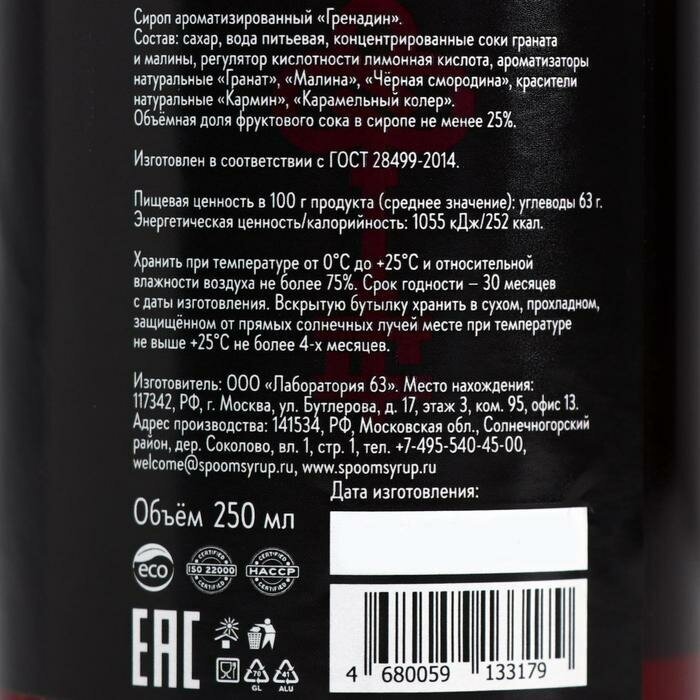 Сироп ароматизированный «Гренадин».
Состав: сахар, вода питьевая, концентрированные соки граната
и малины, регулятор кислотности лимонная кислота, ароматизаторы
натуральные «Гранат», «Малина», «Чёрная смородина», красители
натуральные «Кармин», «Карамельный колер».
Объёмная доля фруктового сока в сиропе не менее 25%.
Изготовлен в соответствии с ГОСТ 28499-2014.
Пищевая ценность в 100 г продукта (среднее значение): углеводы 63 г.
Энергетическая ценность/калорийность: 1055 кДж/252 ккал.
Хранить при температуре от 0°С до +25°С и относительной
влажности воздуха не более 75%. Срок годности – 30 месяцев
с даты изготовления. Вскрытую бутылку хранить в сухом, прохладном,
защищённом от прямых солнечных лучей месте при температуре
не выше +25°С не более 4-х месяцев.
Изготовитель: ООО «Лаборатория 63». Место нахождения:
117342, РФ, г. Москва, ул. Бутлерова, д. 17, этаж 3, ком. 95, офис 13.
Адрес производства: 141534, РФ, Московская обл., Солнечногорский
район, дер. Соколово, вл. 1, стр. 1, тел. +7-495-540-45-00,
welcome@spoomsyrup.ru, www.spoomsyrup.ru
Дата изготовления:
Объём 250 мл
eco
CERTIFIED ISO 22000 CERTIFIED
CERTIFIED HACCP CERTIFIED
EAC
70 GL
41 ALU
4 680059 133179